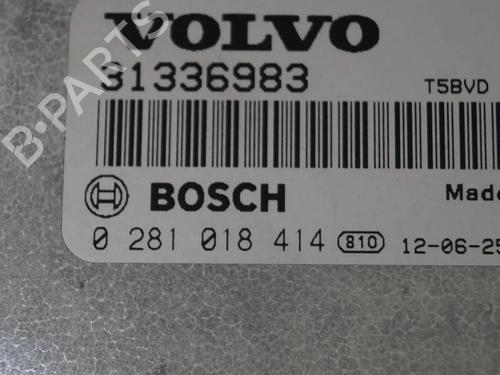 VOLVO
31336983 T5BVD
BOSCH Made
0 281 018 414 810 12-06-25
B-PARTS